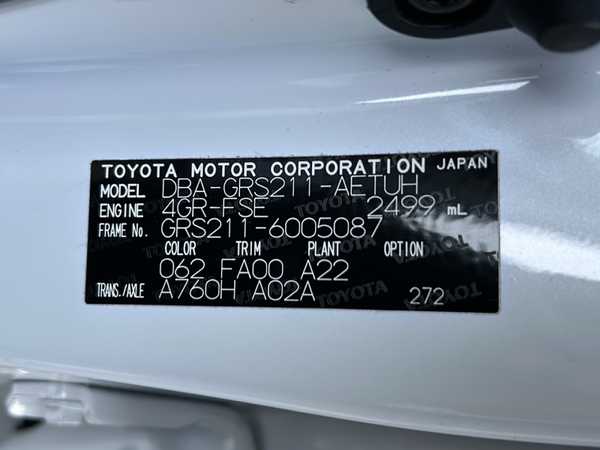 TOYOTA MOTOR CORPORATION JAPAN
MODEL DBA-GRS211-AETUH
ENGINE 4GR-FSE 2499 mL
FRAME No. GRS211-6005087
COLOR TRIM PLANT OPTION
062 FA00 A22
TRANS./AXLE A760H A02A 272